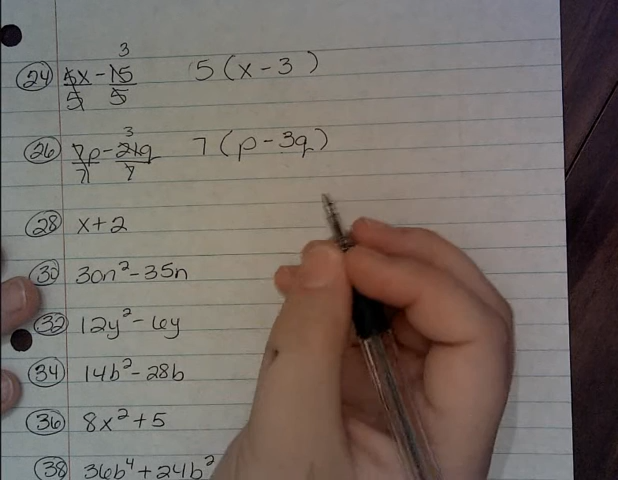 24 5x - 15 3 5 5 5 ( x - 3 )
26 7p - 21q 3 7 7 7 ( p - 3q )
28 x + 2
30 30n² - 35n
32 12y² - 6y
34 14b² - 28b
36 8x² + 5
38 36b⁴ + 24b²